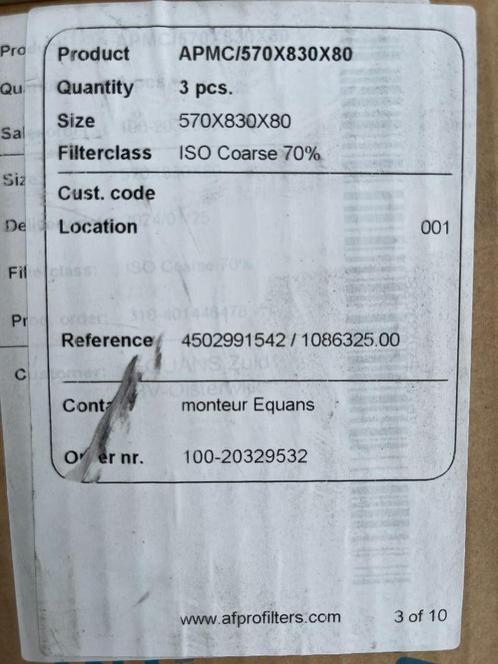 Product APMC/570X830X80
Quantity 3 pcs.
Size 570X830X80
Filterclass ISO Coarse 70%
Cust. code
Location 001
Reference 4502991542 / 1086325.00
monteur Equans
nr. 100-20329532
www.afprofilters.com 3 of 10